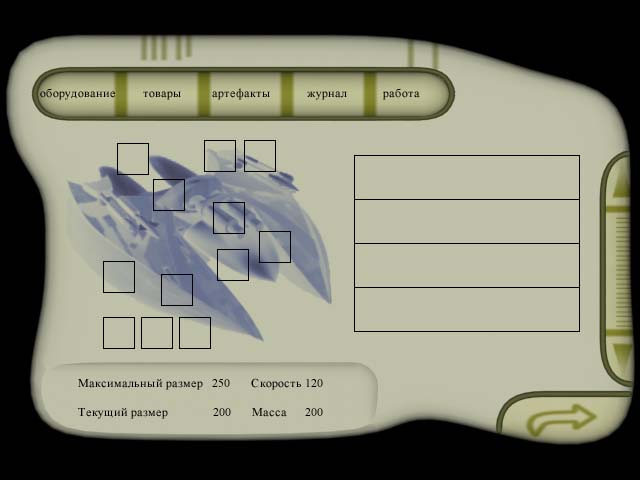 оборудование товары артефакты журнал работа
Максимальный размер 250 Скорость 120
Текущий размер 200 Масса 200